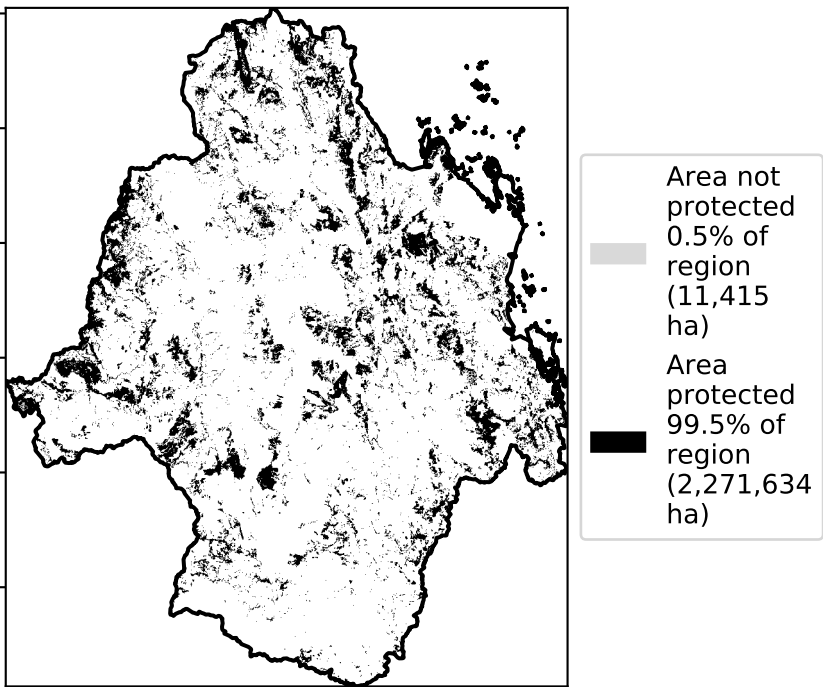 Area not
protected
0.5% of
region
(11,415
ha)
Area
protected
99.5% of
region
(2,271,634
ha)